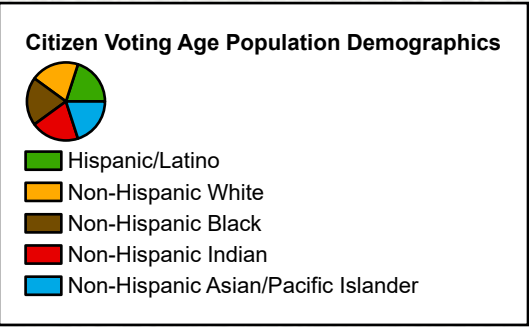 Citizen Voting Age Population Demographics
Hispanic/Latino
Non-Hispanic White
Non-Hispanic Black
Non-Hispanic Indian
Non-Hispanic Asian/Pacific Islander